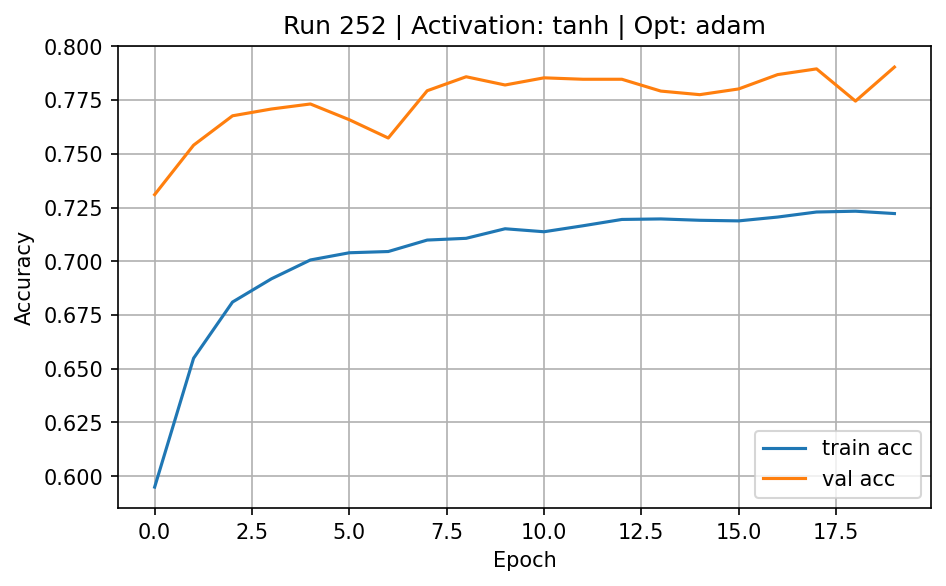 Run 252 | Activation: tanh | Opt: adam
0.800
0.775
0.750
0.725
0.700
0.675
0.650
0.625
0.600
Accuracy
train acc
val acc
0.0 2.5 5.0 7.5 10.0 12.5 15.0 17.5
Epoch